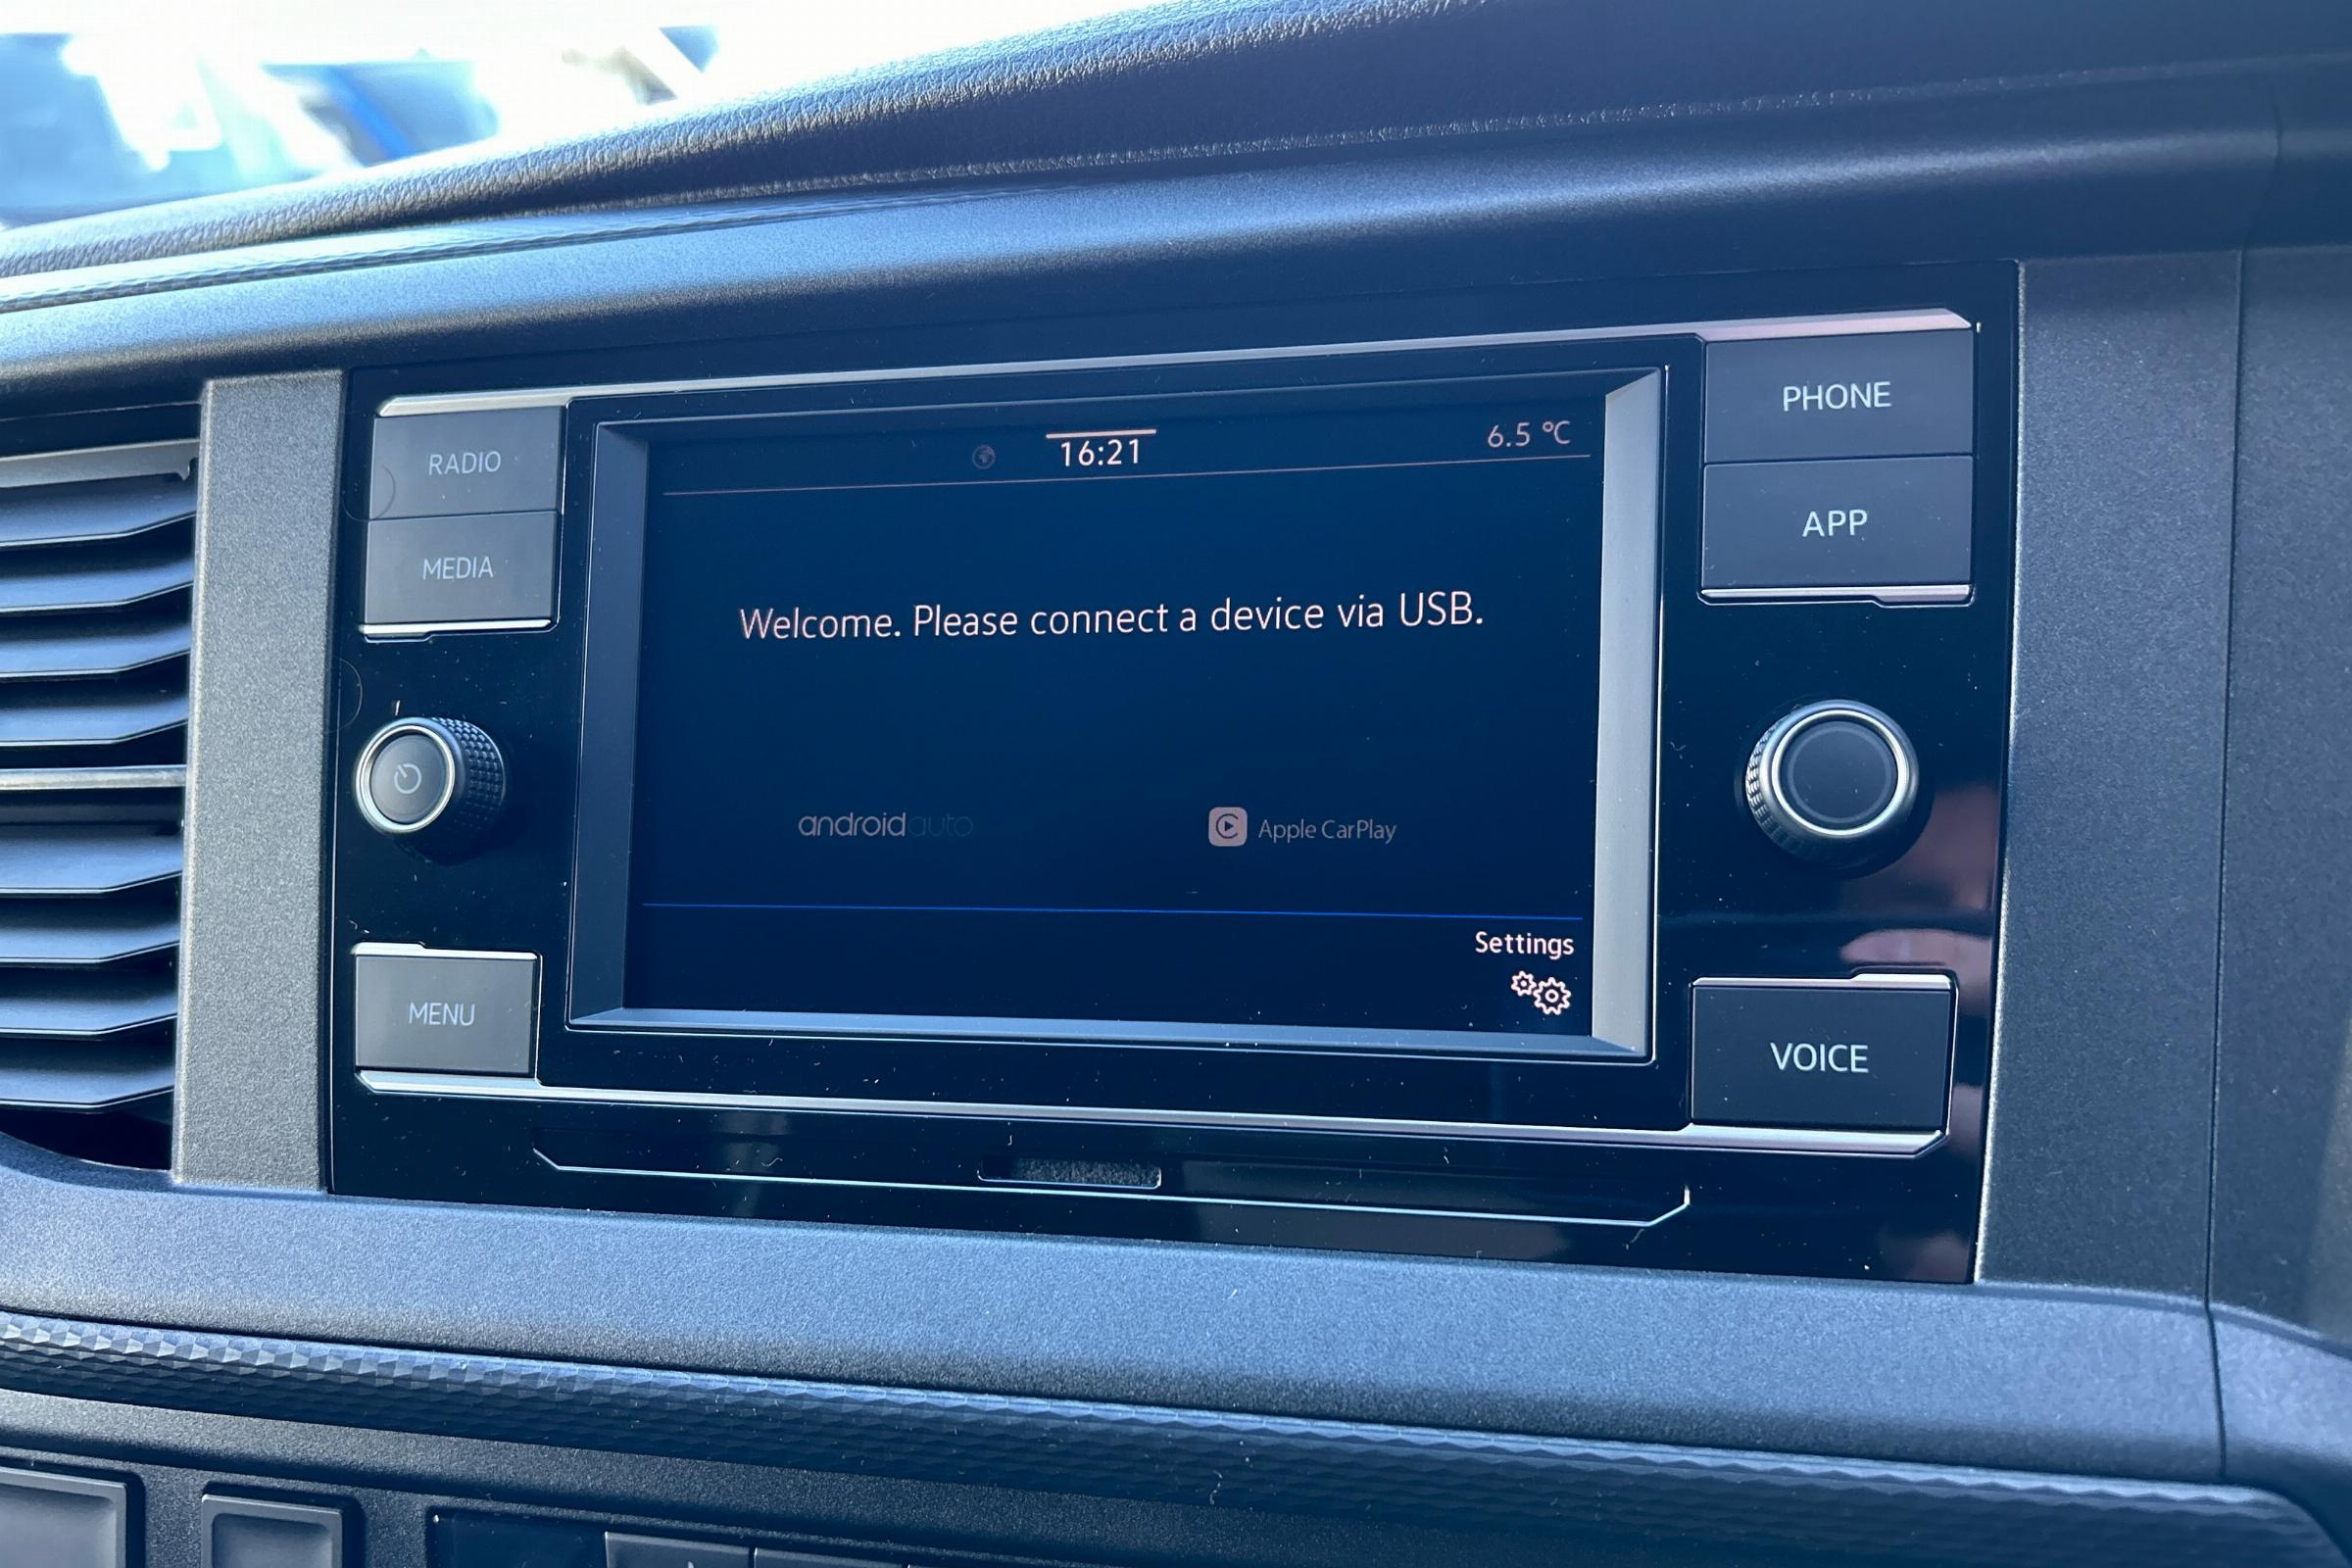 RADIO
MEDIA
MENU
16:21
6.5 °C
Welcome. Please connect a device via USB.
androidauto
Apple CarPlay
Settings
PHONE
APP
VOICE